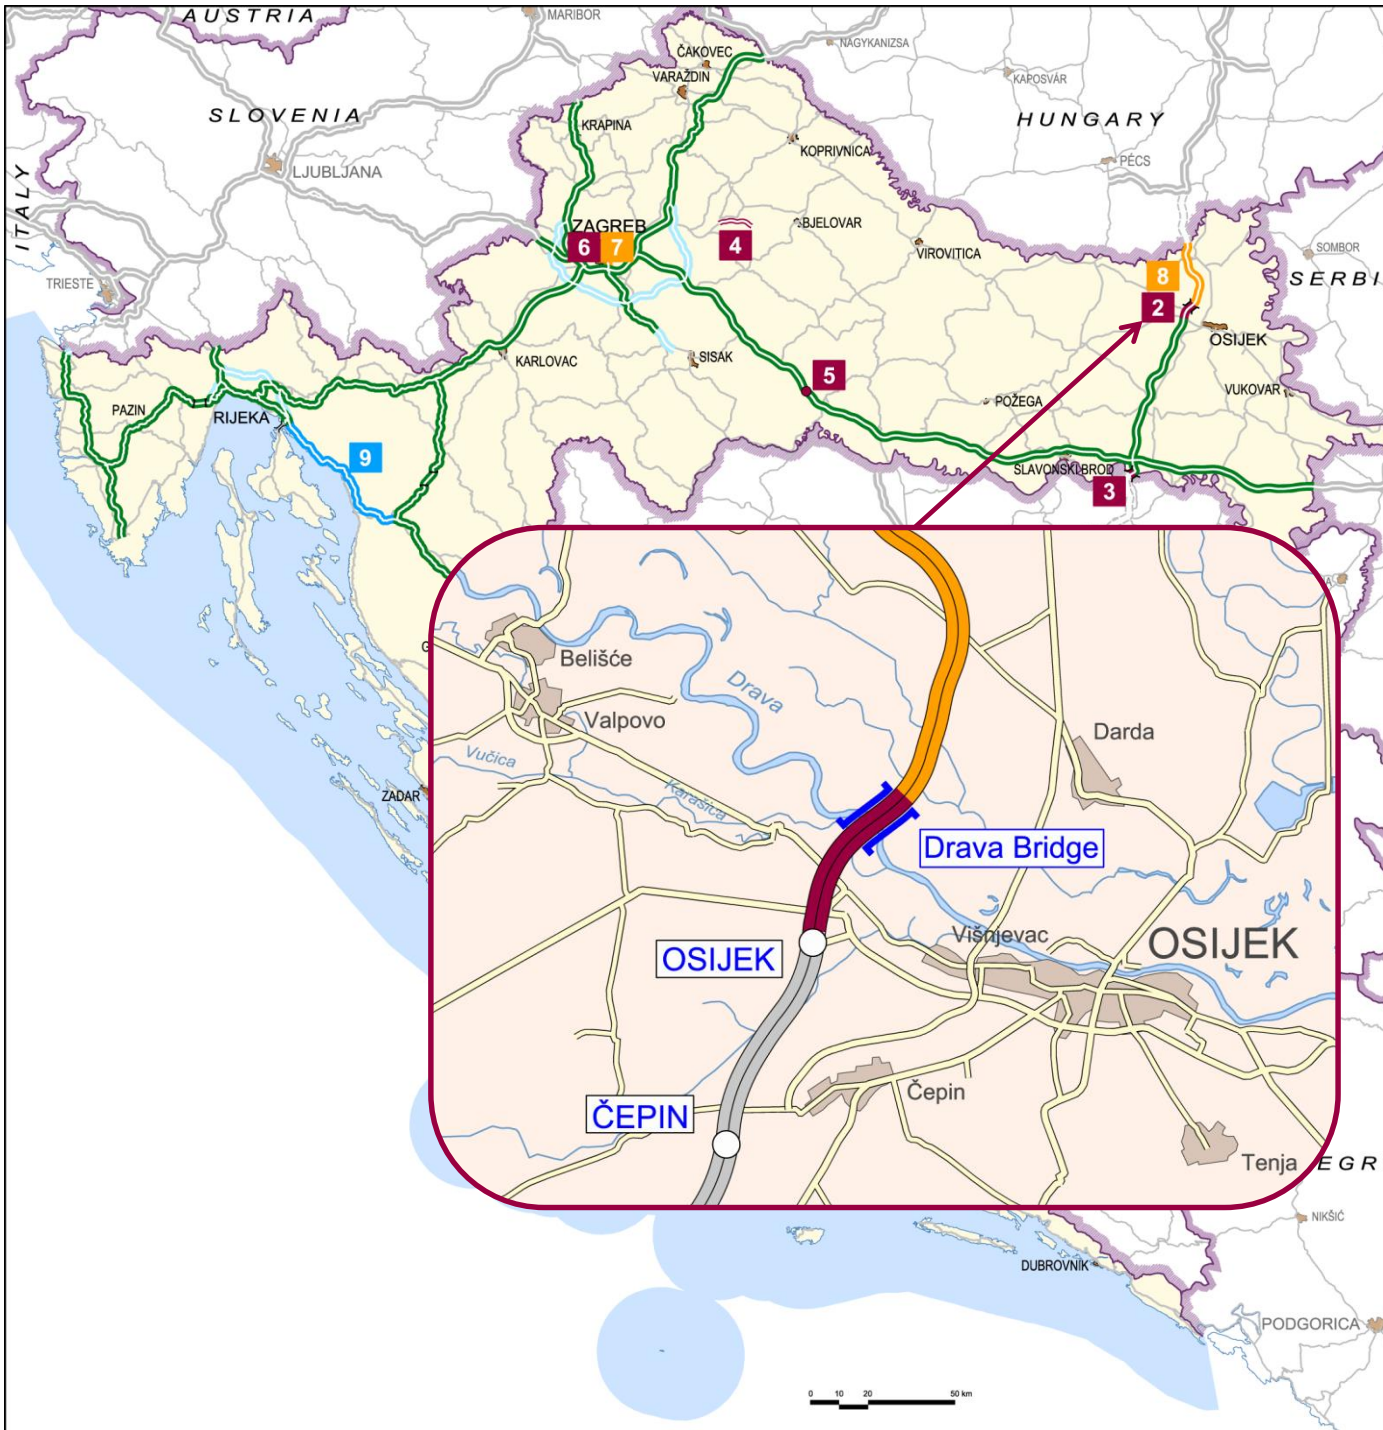 AUSTRIA
MARIBOR
NAGYKANIZSA
ČAKOVEC
VARAŽDIN
KAPOSVÁR
SLOVENIA
HUNGARY
KRAPINA
KOPRIVNICA
PÉCS
LJUBLJANA
ITALY
ZAGREB
BJELOVAR
VIROVITICA
SOMBOR
6
7
4
8
SERBI
TRIESTE
2
OSIJEK
KARLOVAC
SISAK
5
VUKOVAR
PAZIN
RIJEKA
POŽEGA
9
SLAVONSKI BROD
3
G
Belišće
Drava
Valpovo
Darda
Vučica
Karašica
ZADAR
Drava Bridge
Višnjevac
OSIJEK
OSIJEK
Čepin
ČEPIN
Tenja
EGR
NIKŠIĆ
DUBROVNIK
PODGORICA
0 10 20 50 km